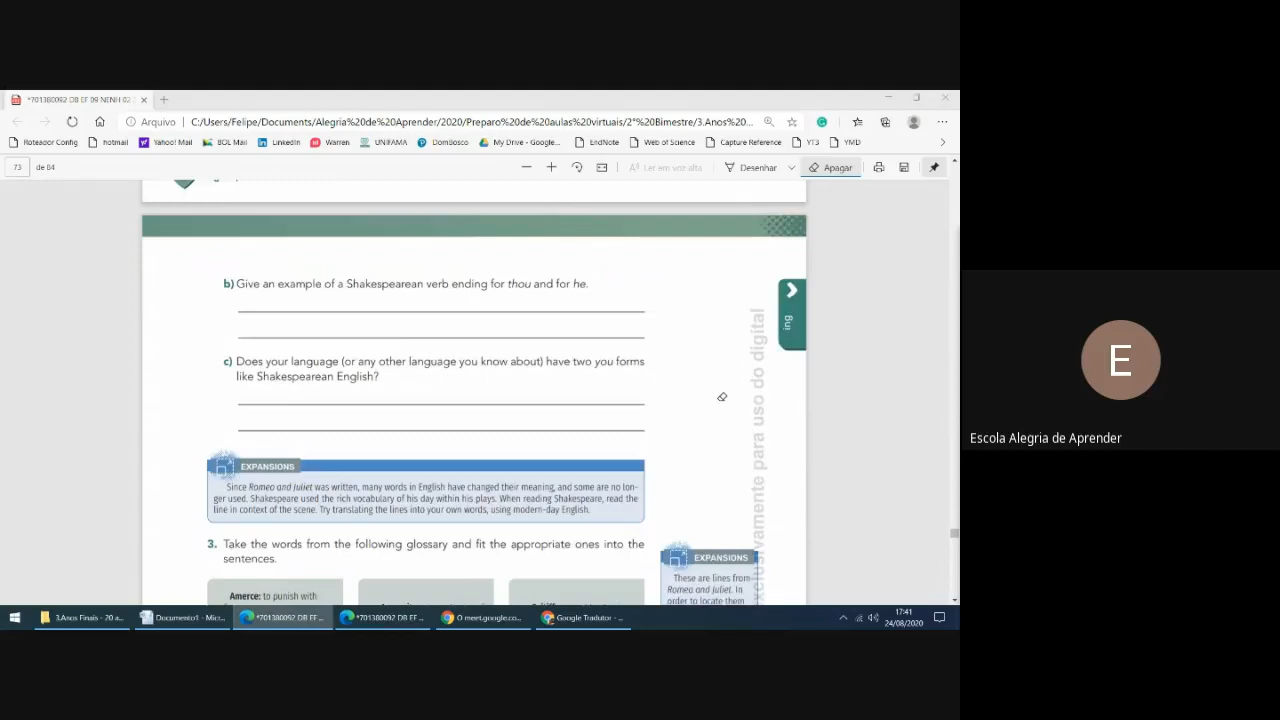 *701380092 DB EF 09 NENH 02
Arquivo
C:/Users/Felipe/Documents/Alegria%20de%20Aprender/2020/Preparo%20de%20aulas%20virtuais/2°%20Bimestre/3.Anos%20...
Roteador Config
hotmail
Yahoo! Mail
BOL Mail
LinkedIn
Warren
UNIFAMA
DomBosco
My Drive - Google...
EndNote
Web of Science
Capture Reference
YT3
YMD
73
de 84
Ler em voz alta
Desenhar
Apagar
b) Give an example of a Shakespearean verb ending for thou and for he.
ing
c) Does your language (or any other language you know about) have two you forms
like Shakespearean English?
xclusivamente para uso do digital
EXPANSIONS
Since Romeo and Juliet was written, many words in English have changed their meaning, and some are no lon-
ger used. Shakespeare used the rich vocabulary of his day within his plays. When reading Shakespeare, read the
line in context of the scene. Try translating the lines into your own words, using modern-day English.
3. Take the words from the following glossary and fit the appropriate ones into the
sentences.
EXPANSIONS
These are lines from
Romeo and Juliet. In
order to locate them
Amerce: to punish with
3.Anos Finais - 20 a...
Documento1 - Micr...
*701380092 DB EF ...
*701380092 DB EF ...
O meet.google.co...
Google Tradutor - ...
17:41
24/08/2020
E
Escola Alegria de Aprender